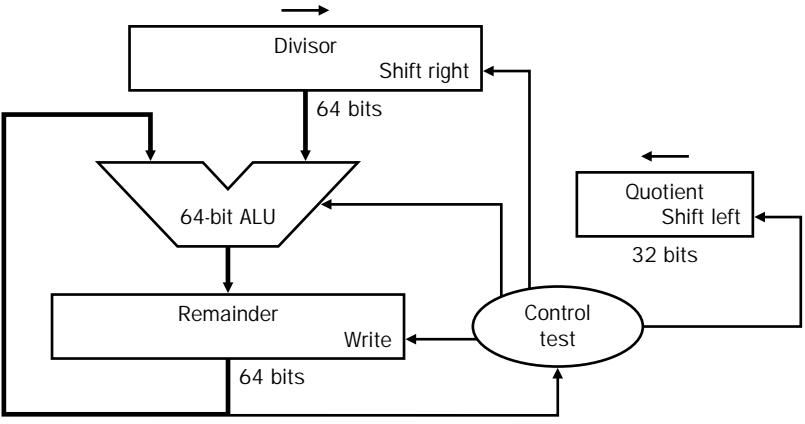 Divisor
Shift right
64 bits
Quotient
Shift left
32 bits
64-bit ALU
Remainder
Write
64 bits
Control
test